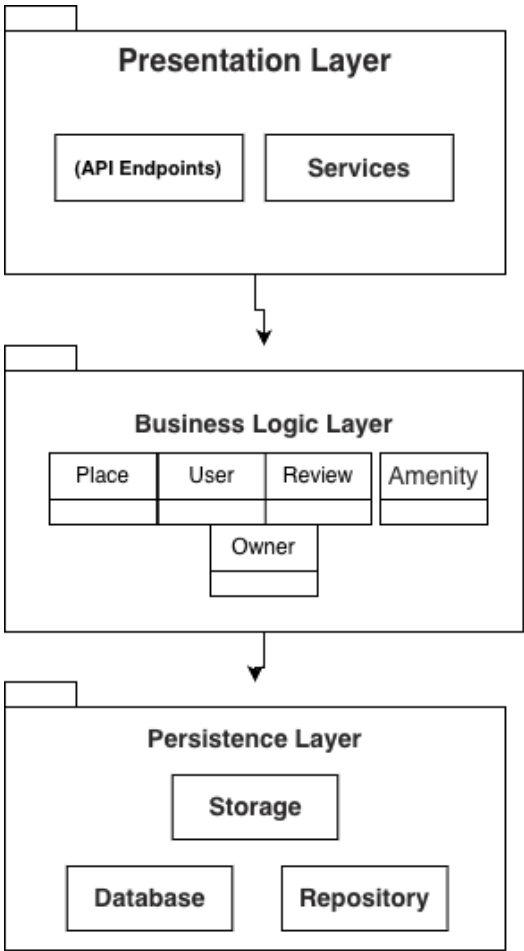 Presentation Layer
(API Endpoints)
Services
Business Logic Layer
Place
User
Review
Amenity
Owner
Persistence Layer
Storage
Database
Repository